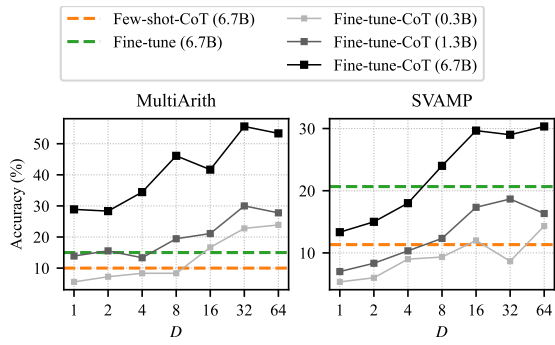 Few-shot-CoT (6.7B)
Fine-tune (6.7B)
Fine-tune-CoT (0.3B)
Fine-tune-CoT (1.3B)
Fine-tune-CoT (6.7B)
MultiArith
SVAMP
Accuracy (%)
50
40
30
20
10
1 2 4 8 16 32 64
D
30
20
10
1 2 4 8 16 32 64
D